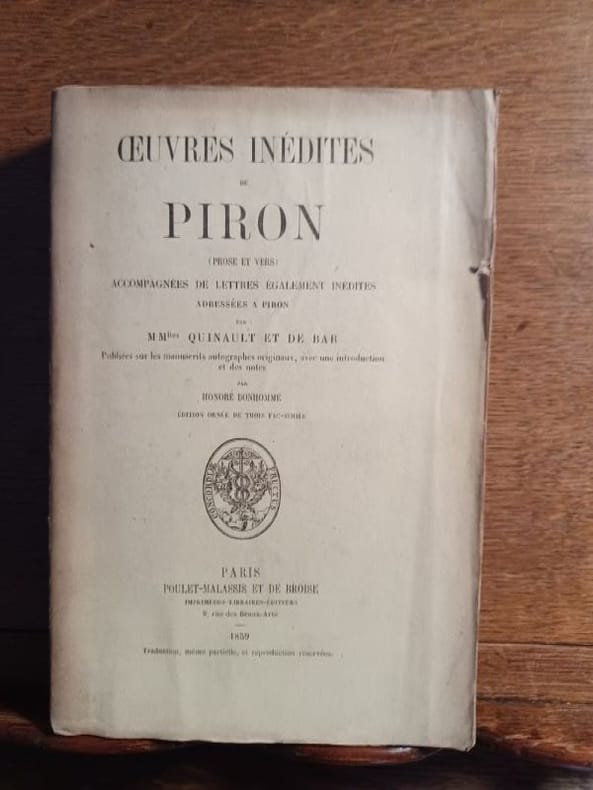 ŒUVRES INÉDITES
DE
PIRON
(PROSE ET VERS)
ACCOMPAGNÉES DE LETTRES ÉGALEMENT INÉDITES
ADRESSÉES A PIRON
PAR
MMlles QUINAULT ET DE BAR
Publiées sur les manuscrits autographes originaux, avec une introduction
et des notes
PAR
HONORÉ BONHOMME
ÉDITION ORNÉE DE TROIS FAC-SIMILE
CONCORDIÆ FRUCTUS
PARIS
POULET-MALASSIS ET DE BROISE
IMPRIMEURS-LIBRAIRES-ÉDITEURS
9, rue des Beaux-Arts
1859
Traduction, même partielle, et reproduction réservées.